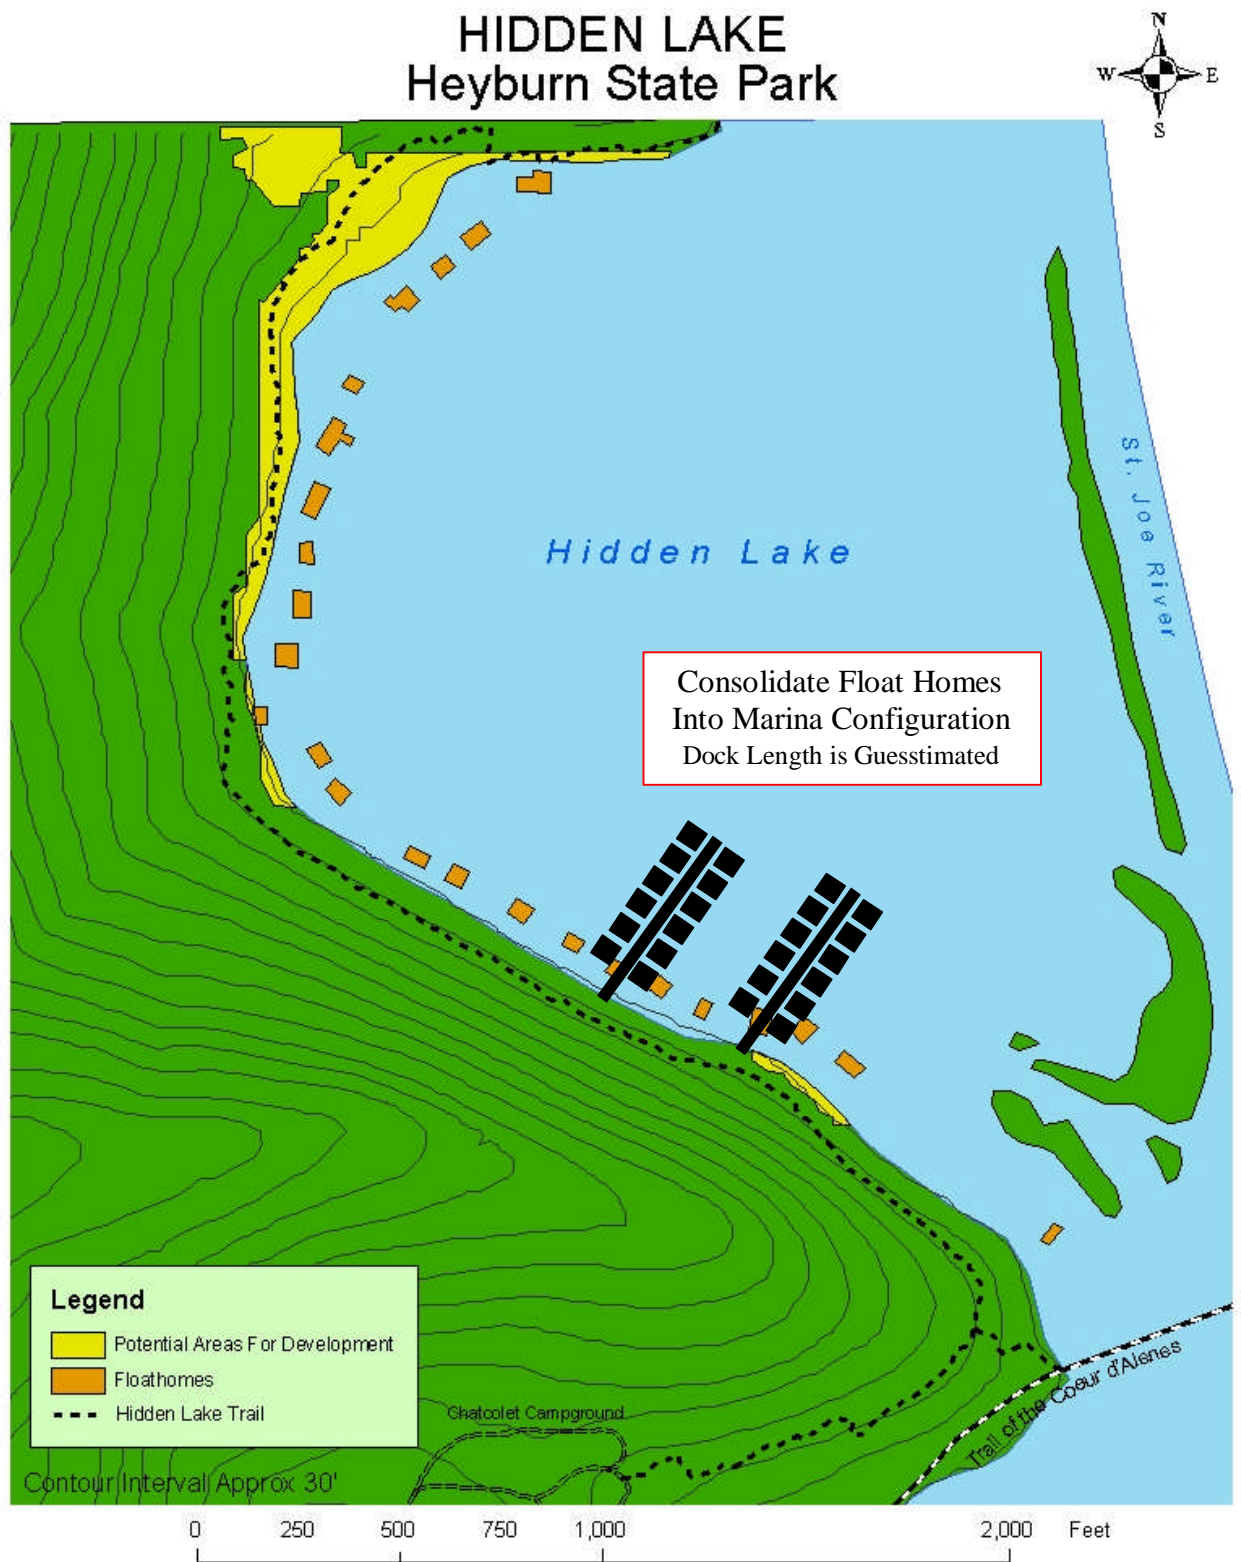 HIDDEN LAKE
Heyburn State Park
N
W E
S
St. Joe River
Hidden Lake
Consolidate Float Homes
Into Marina Configuration
Dock Length is Guesstimated
Legend
Potential Areas For Development
Floathomes
Hidden Lake Trail
Chatcolet Campground
Trail of the Coeur d'Alenes
Contour Interval Approx 30'
0 250 500 750 1,000 2,000 Feet